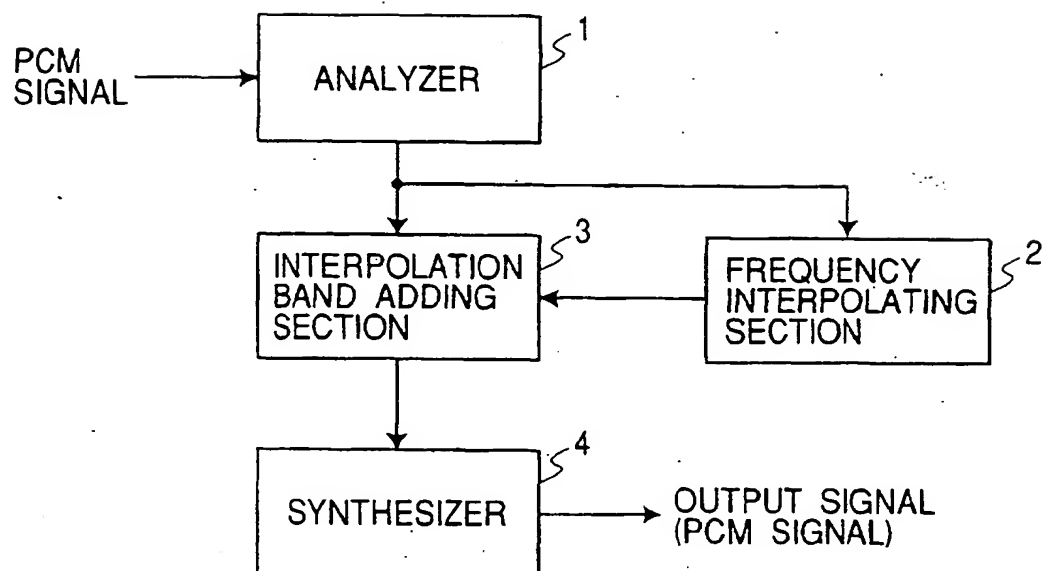 1
PCM
SIGNAL
ANALYZER
3
INTERPOLATION
BAND ADDING
SECTION
2
FREQUENCY
INTERPOLATING
SECTION
4
SYNTHESIZER
OUTPUT SIGNAL
(PCM SIGNAL)